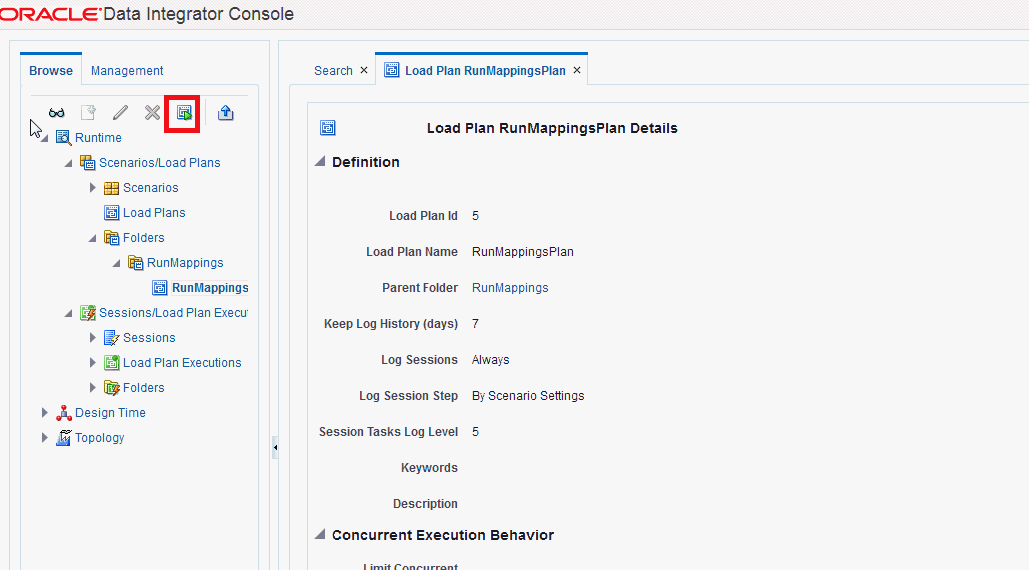 ORACLE Data Integrator Console
Browse
Management
Runtime
Scenarios/Load Plans
Scenarios
Load Plans
Folders
RunMappings
RunMappings
Sessions/Load Plan Execut
Sessions
Load Plan Executions
Folders
Design Time
Topology
Search
Load Plan RunMappingsPlan
Load Plan RunMappingsPlan Details
Definition
Load Plan Id 5
Load Plan Name RunMappingsPlan
Parent Folder RunMappings
Keep Log History (days) 7
Log Sessions Always
Log Session Step By Scenario Settings
Session Tasks Log Level 5
Keywords
Description
Concurrent Execution Behavior
Limit Concurrent